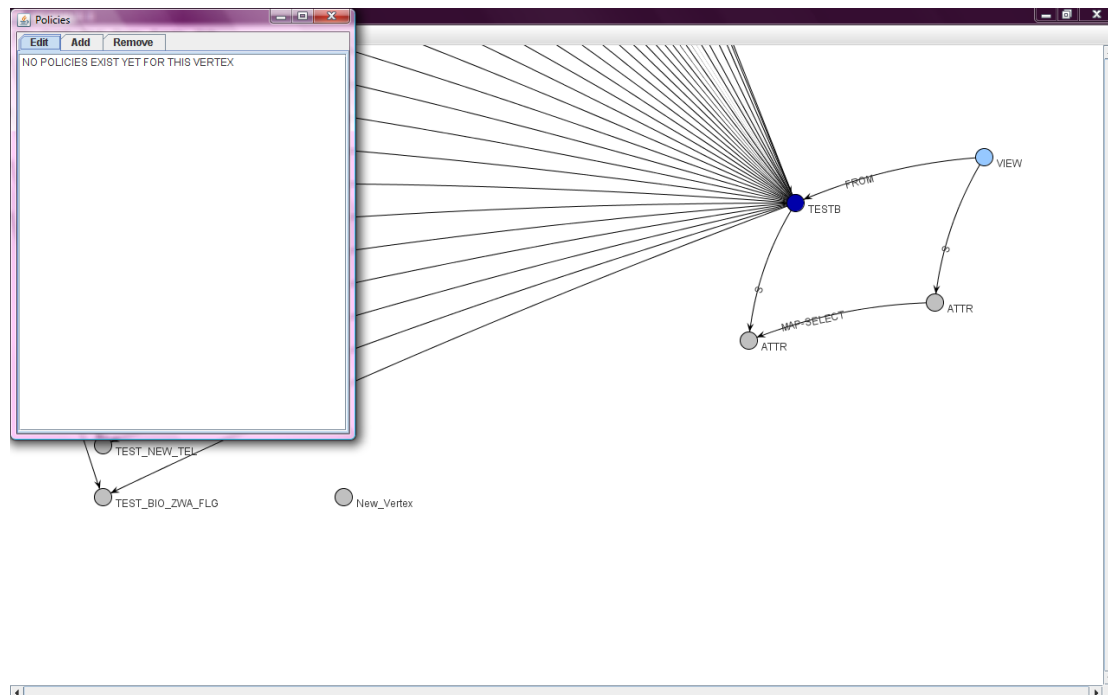 Policies
Edit Add Remove
NO POLICIES EXIST YET FOR THIS VERTEX
VIEW
FROM
TESTB
S
S
ATTR
MAP-SELECT
ATTR
TEST_NEW_TEL
TEST_BIO_ZWA_FLG
New_Vertex